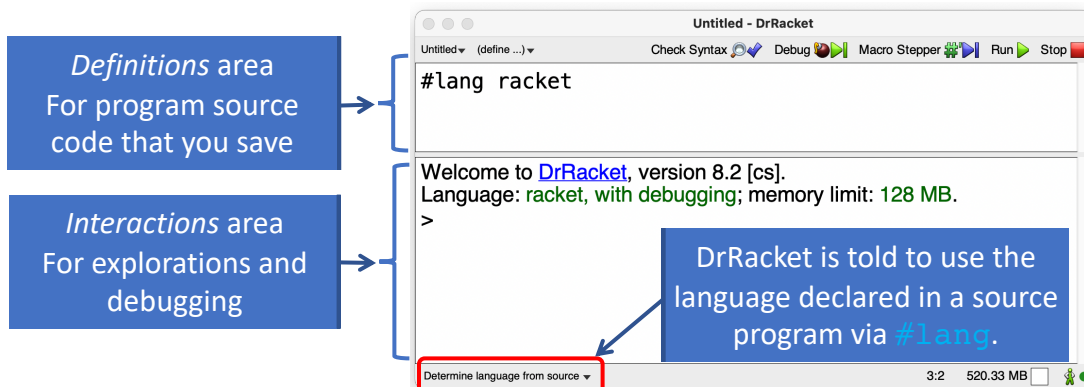 Untitled - DrRacket
Untitled (define ...) Check Syntax Debug Macro Stepper Run Stop
Definitions area
For program source
code that you save
#lang racket
Welcome to DrRacket, version 8.2 [cs].
Language: racket, with debugging; memory limit: 128 MB.
>
Interactions area
For explorations and
debugging
DrRacket is told to use the
language declared in a source
program via #lang.
Determine language from source 3:2 520.33 MB